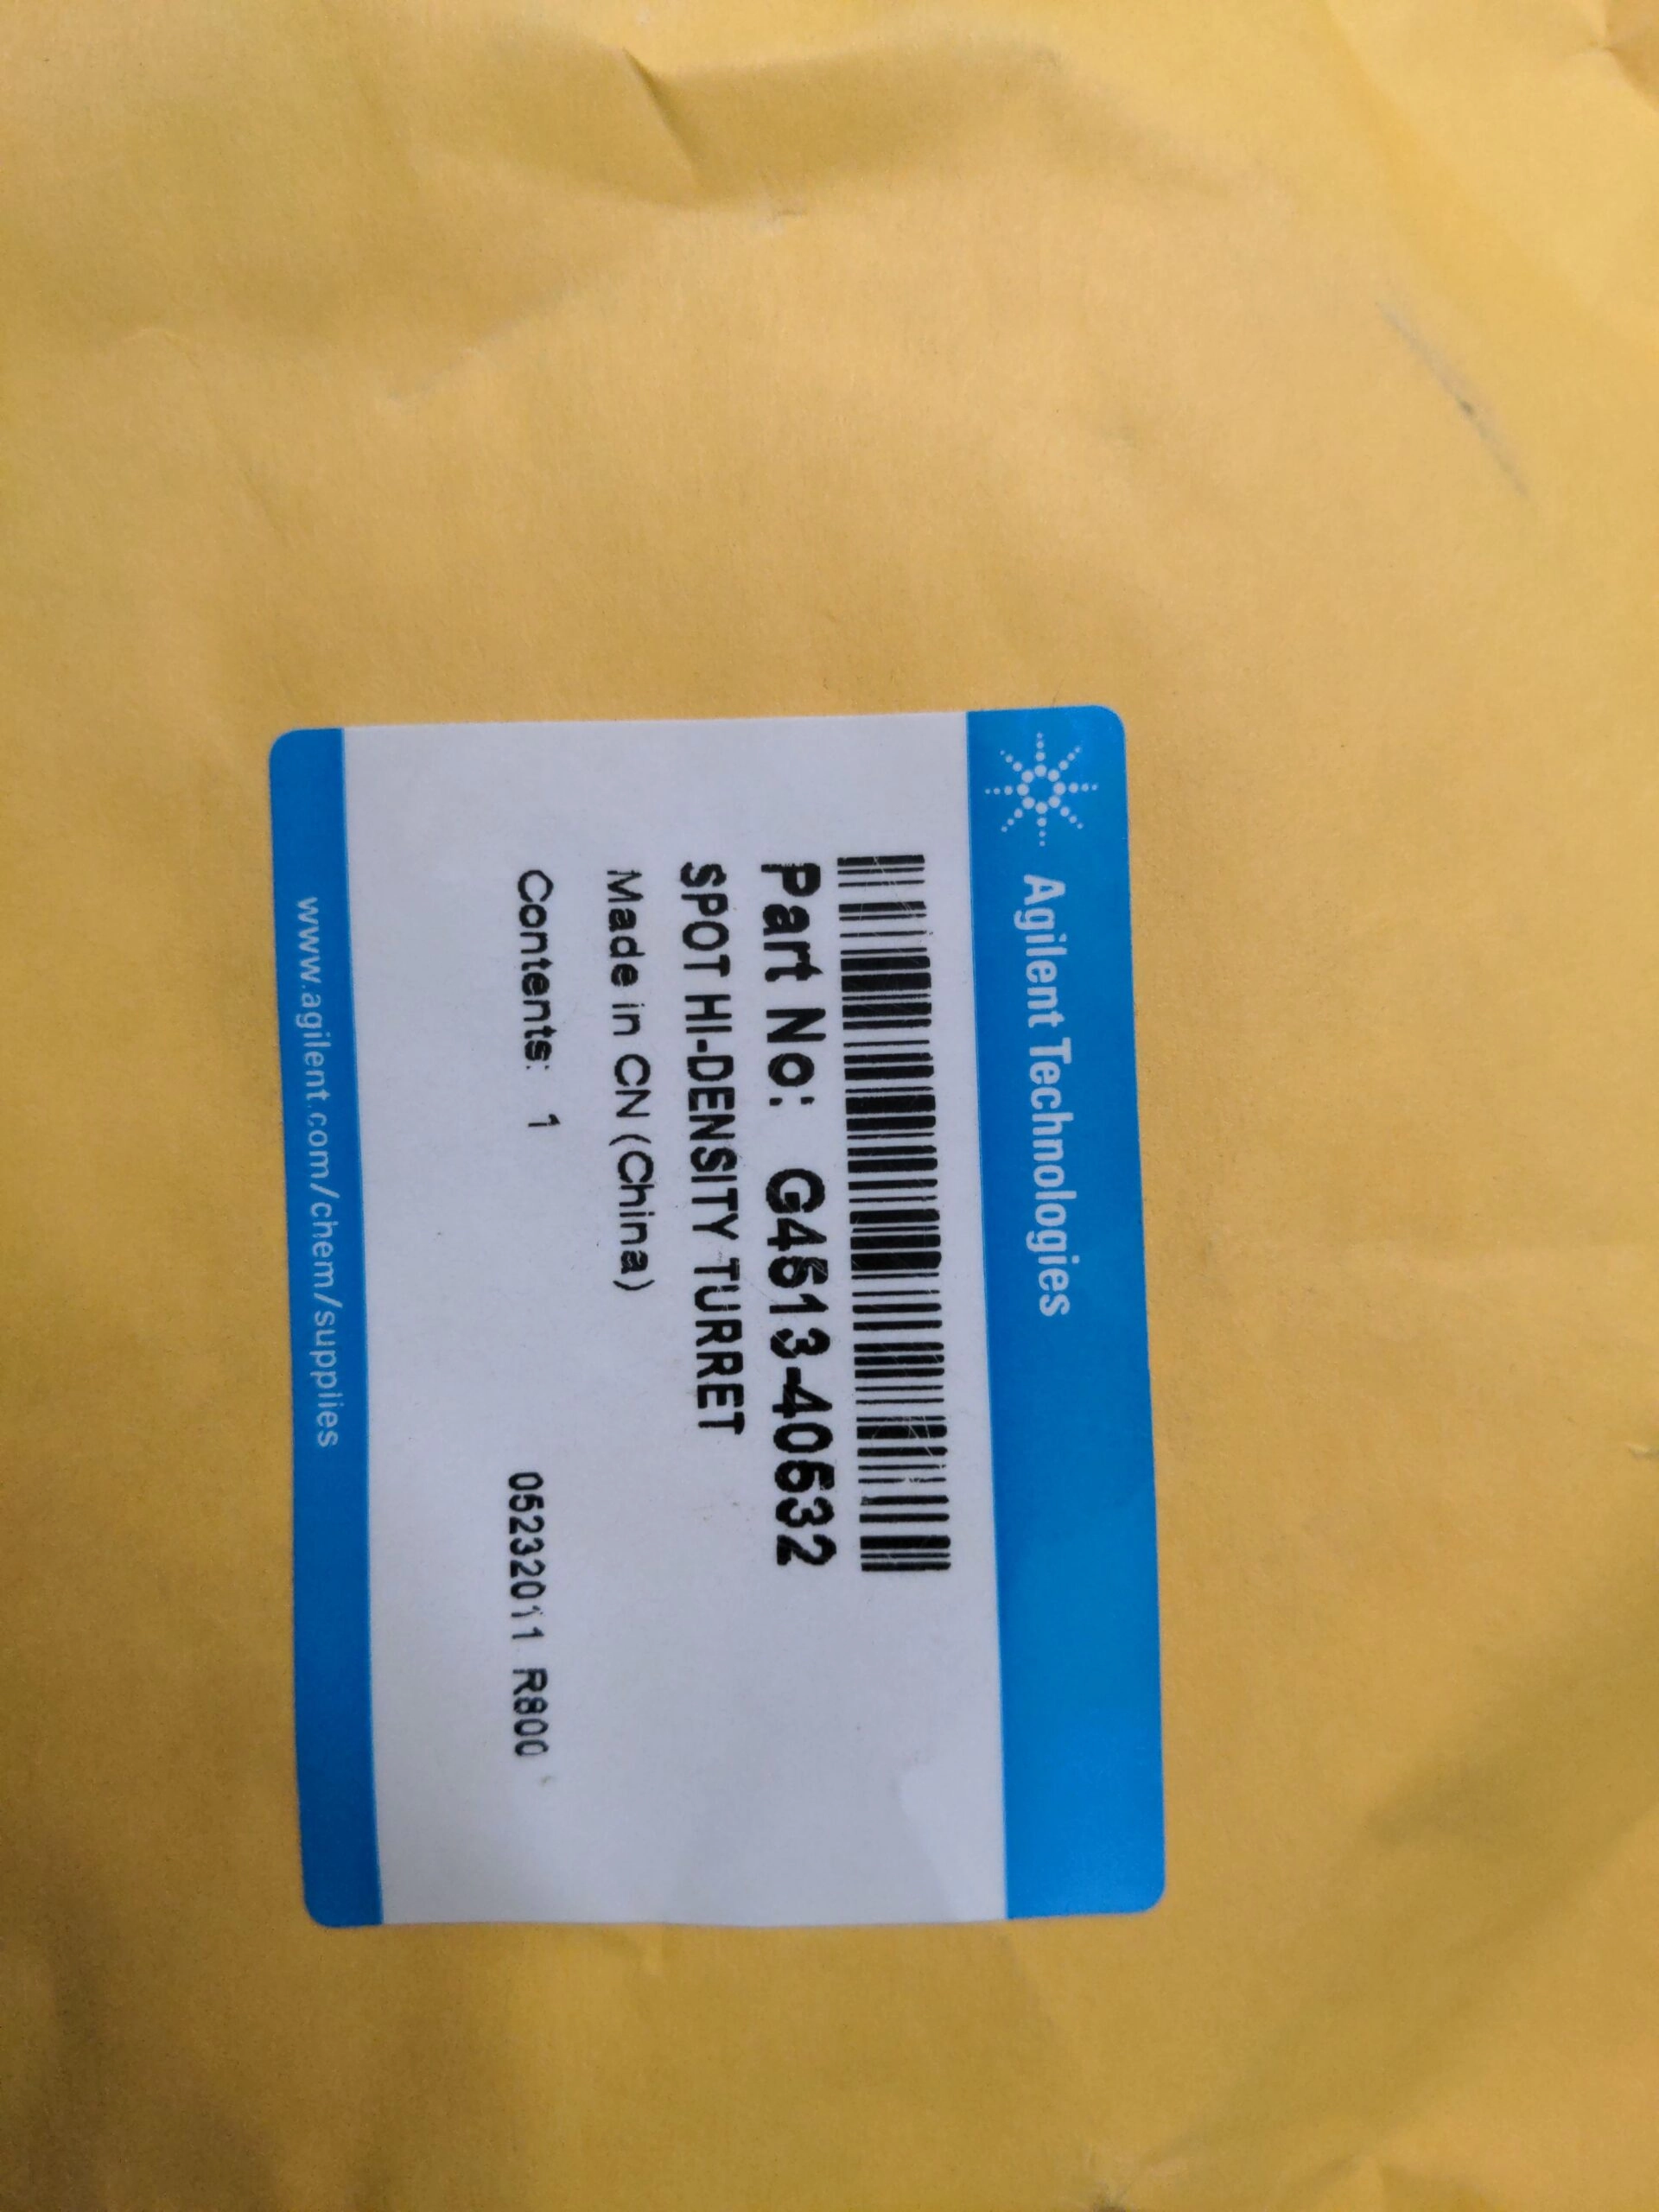 Agilent Technologies
Part No: G4513-40532
SPOT HI-DENSITY TURRET
Made in CN (China)
Contents: 1
05232011 R800
www.agilent.com/chem/supplies